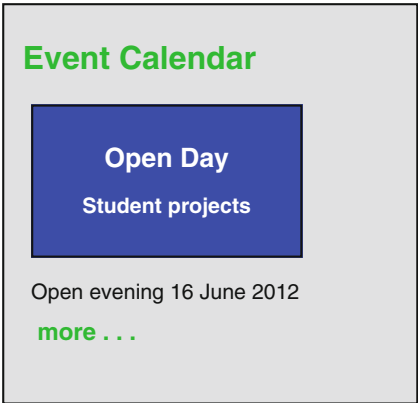 Event Calendar
Open Day
Student projects
Open evening 16 June 2012
more . . .